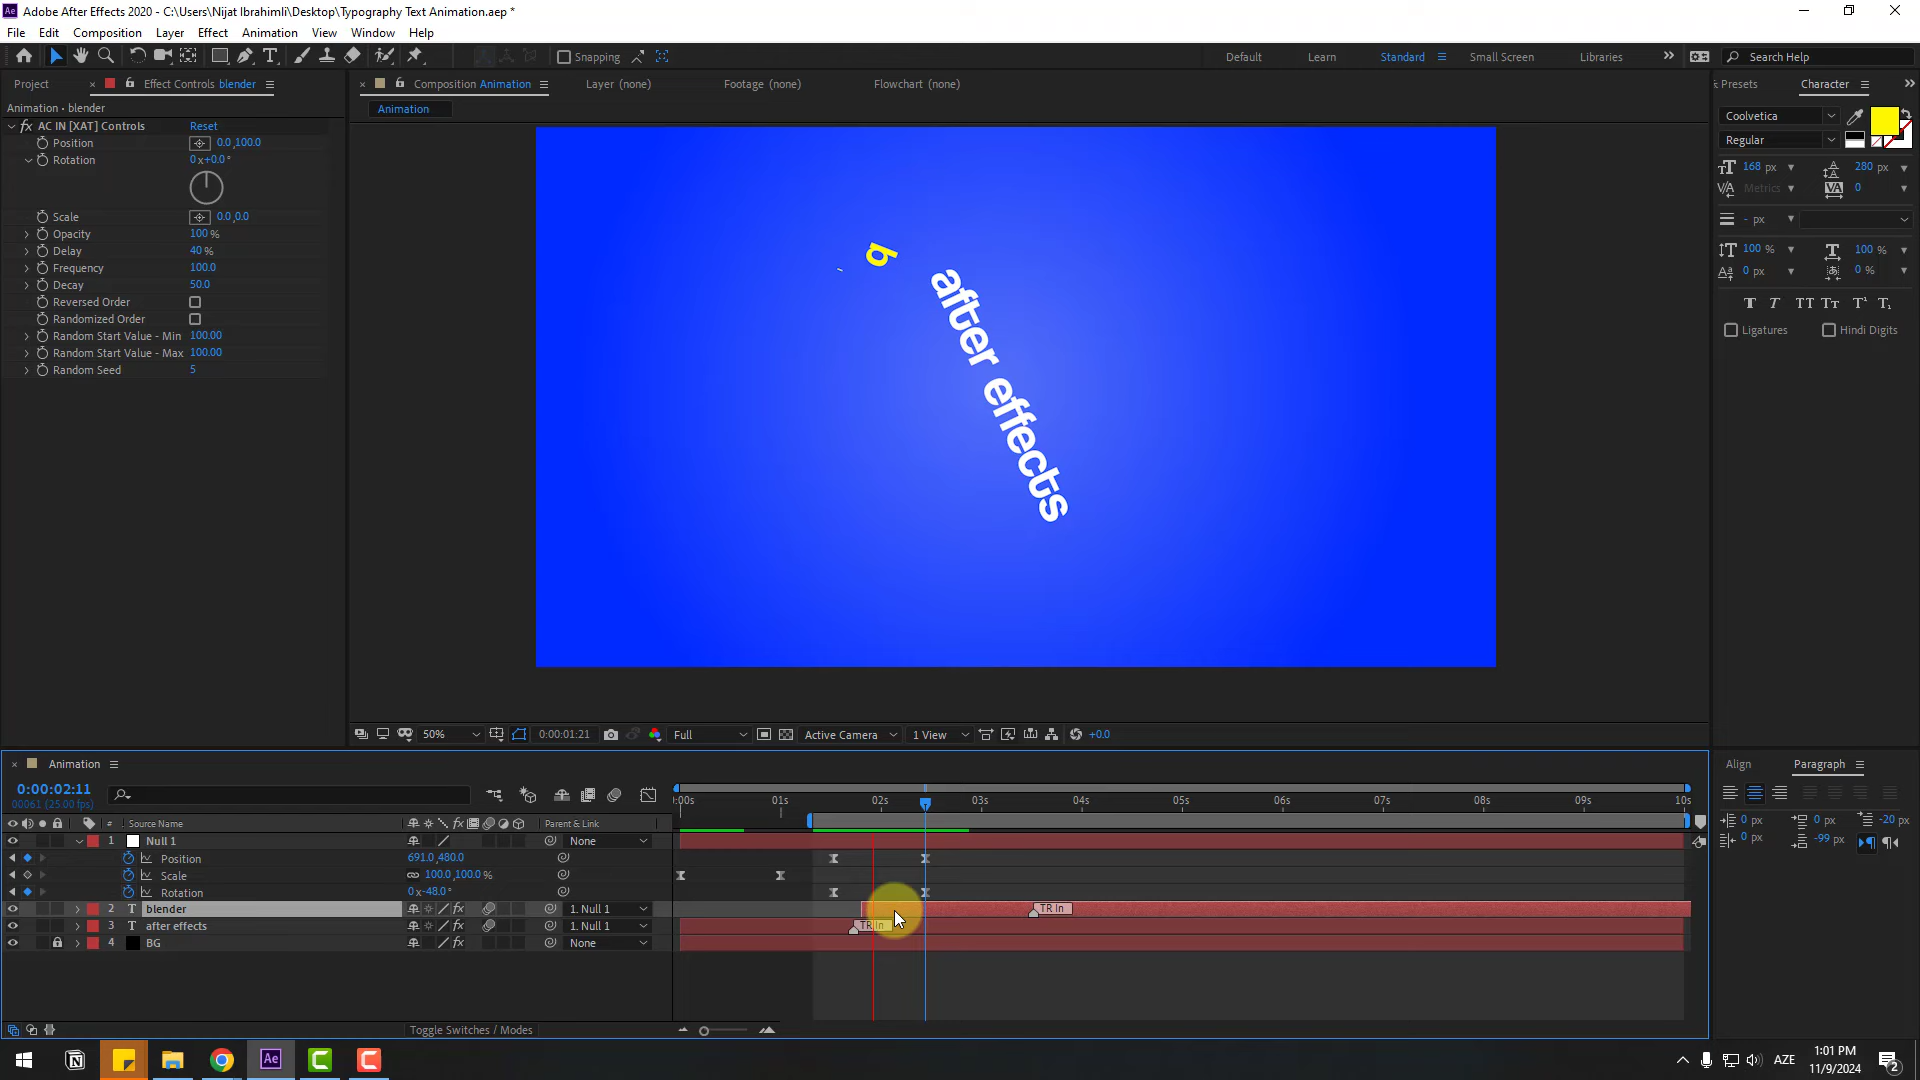 Adobe After Effects 2020 - C:\Users\Nijat Ibrahimli\Desktop\Typography Text Animation.aep *
File Edit Composition Layer Effect Animation View Window Help
Snapping Default Learn Standard Small Screen Libraries Search Help
Project Effect Controls blender Composition Animation Layer (none) Footage (none) Flowchart (none) Presets Character
Animation • blender
Animation
AC IN [XAT] Controls Reset
Position 0.0,100.0
Rotation 0x+0.0°
Scale 0.0,0.0
Opacity 100 %
Delay 40 %
Frequency 100.0
Decay 50.0
Reversed Order
Randomized Order
Random Start Value - Min 100.00
Random Start Value - Max 100.00
Random Seed 5
b
after effects
Coolvetica
Regular
168 px 280 px
Metrics 0
- px
100 % 100 %
0 px 0 %
T T TT Tт T¹ T₁
Ligatures Hindi Digits
50% 0:00:01:21 Full Active Camera 1 View +0.0
Animation
Align Paragraph
0:00:02:11
00061 (25.00 fps)
:00s 01s 02s 03s 04s 05s 06s 07s 08s 09s 10s
# Source Name Parent & Link
1 Null 1 None
Position 691.0,480.0
Scale 100.0,100.0 %
Rotation 0x-48.0°
2 T blender 1. Null 1 TR In
3 T after effects 1. Null 1 TR In
4 BG None
0 px 0 px -20 px
0 px -99 px
Toggle Switches / Modes
Ae
AZE
1:01 PM
11/9/2024
2